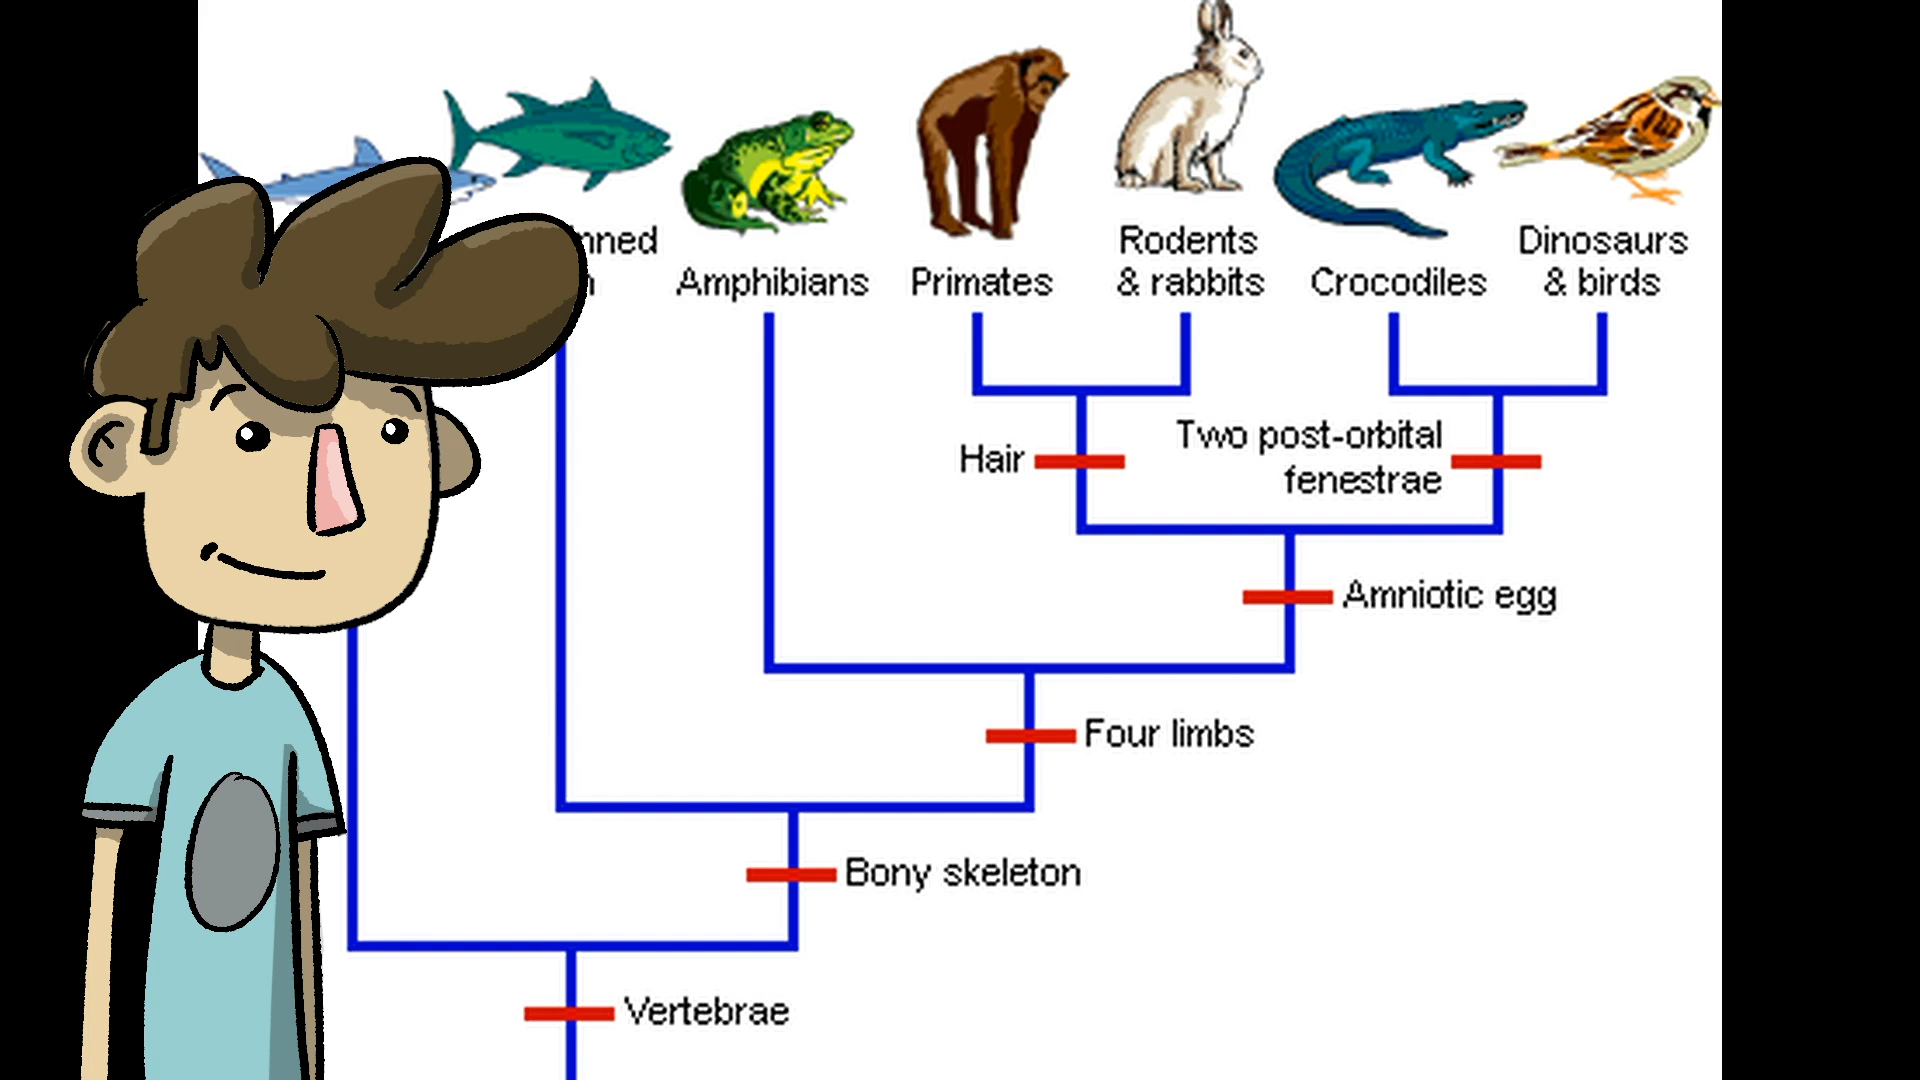 Amphibians
Primates
Rodents
& rabbits
Crocodiles
Dinosaurs
& birds
Hair
Two post-orbital
fenestrae
Amniotic egg
Four limbs
Bony skeleton
Vertebrae